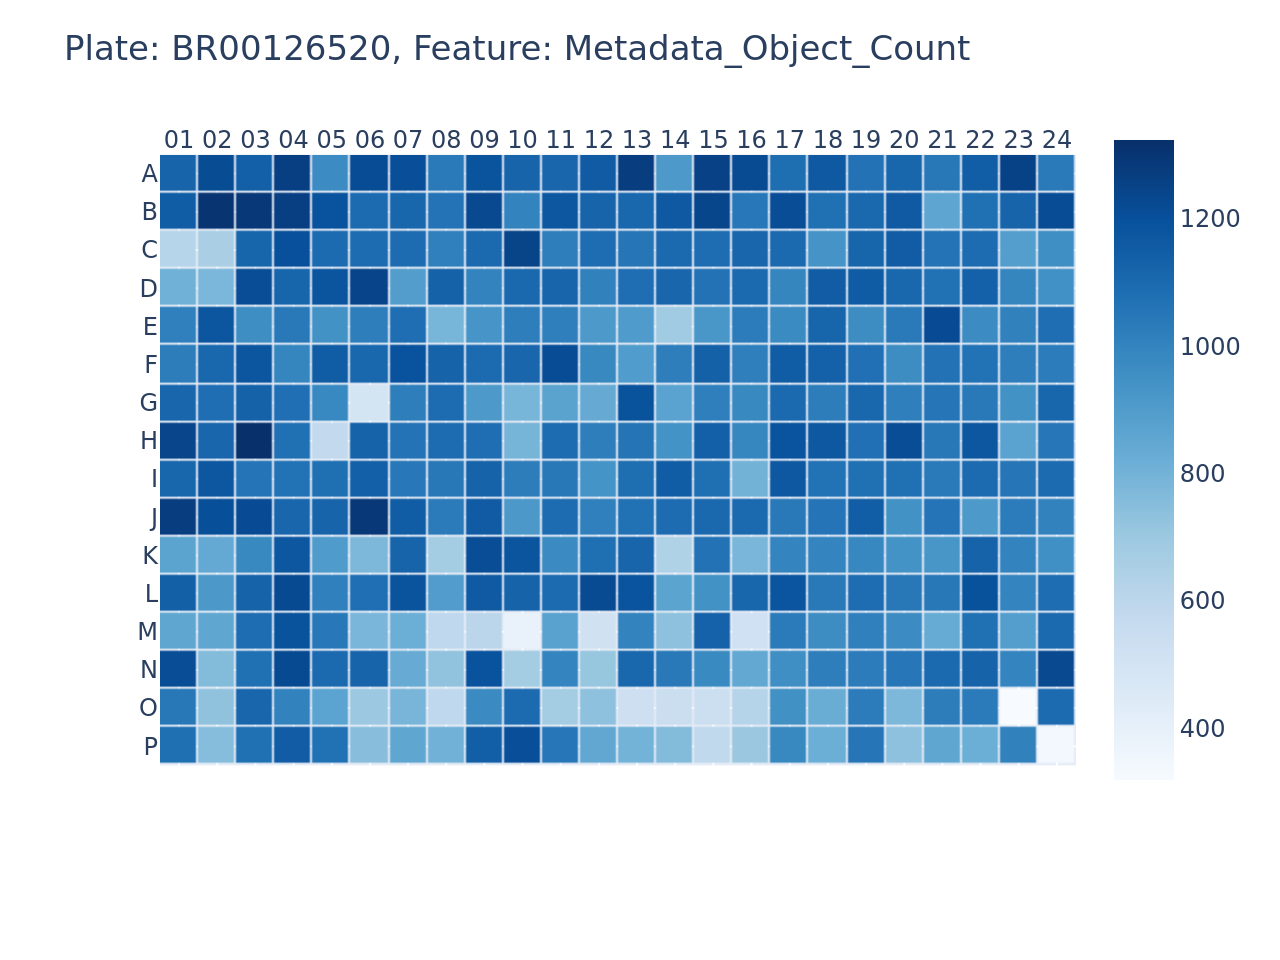 Plate: BR00126520, Feature: Metadata_Object_Count
01 02 03 04 05 06 07 08 09 10 11 12 13 14 15 16 17 18 19 20 21 22 23 24
A
B
C
D
E
F
G
H
I
J
K
L
M
N
O
P
1200
1000
800
600
400